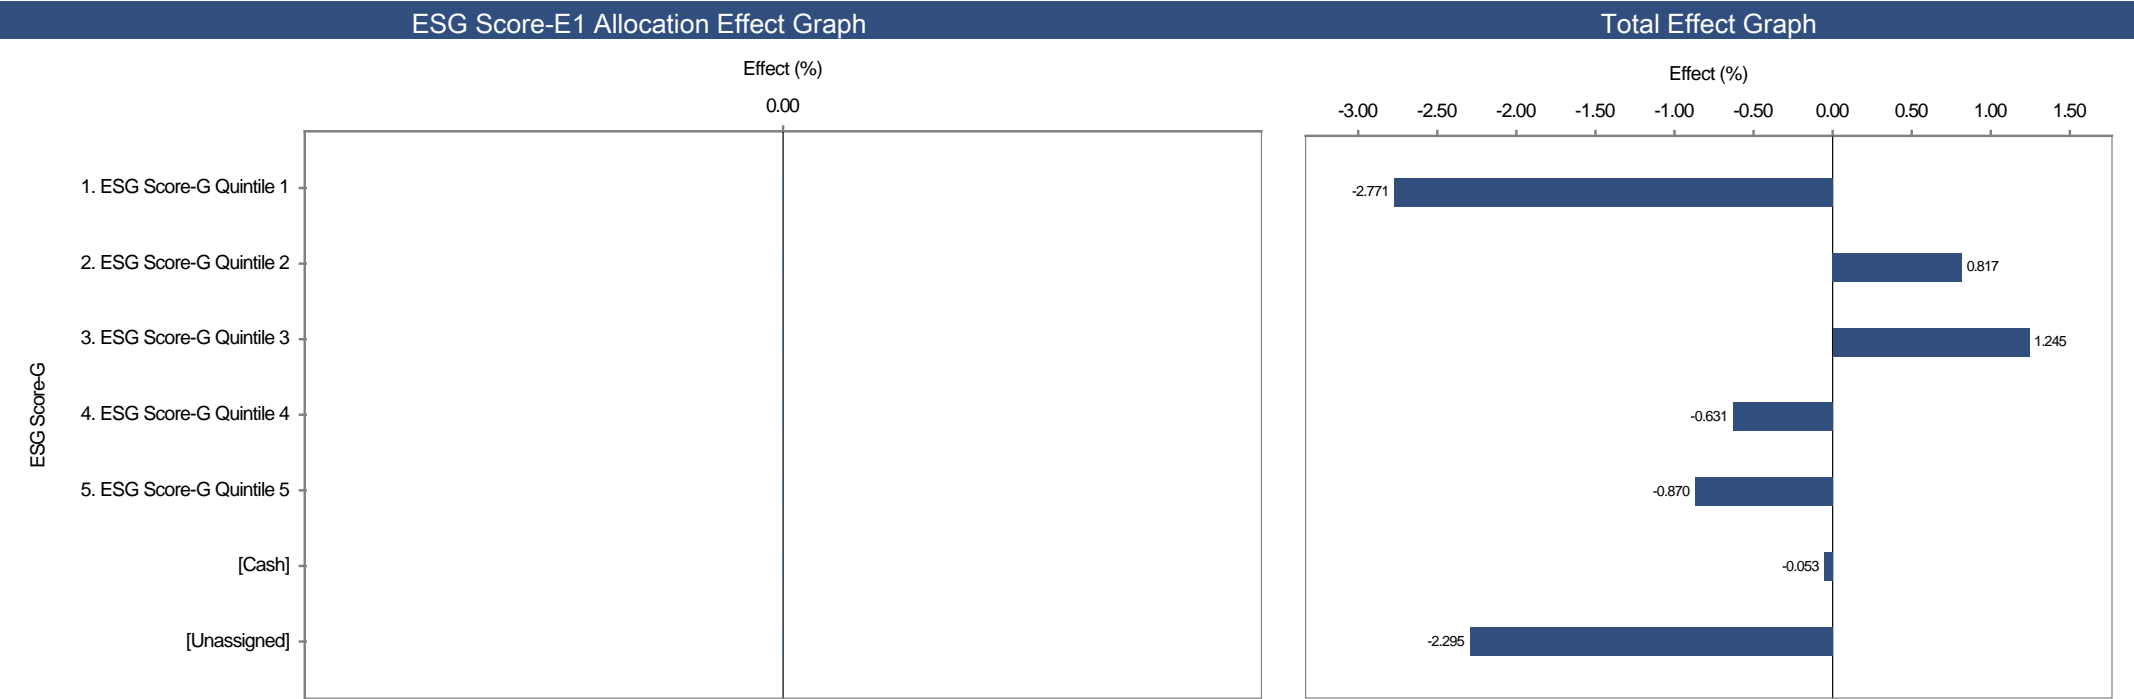 ESG Score-E1 Allocation Effect Graph
Total Effect Graph
Effect (%)
0.00
ESG Score-G
1. ESG Score-G Quintile 1
2. ESG Score-G Quintile 2
3. ESG Score-G Quintile 3
4. ESG Score-G Quintile 4
5. ESG Score-G Quintile 5
[Cash]
[Unassigned]
Effect (%)
-3.00 -2.50 -2.00 -1.50 -1.00 -0.50 0.00 0.50 1.00 1.50
-2.771
0.817
1.245
-0.631
-0.870
-0.053
-2.295